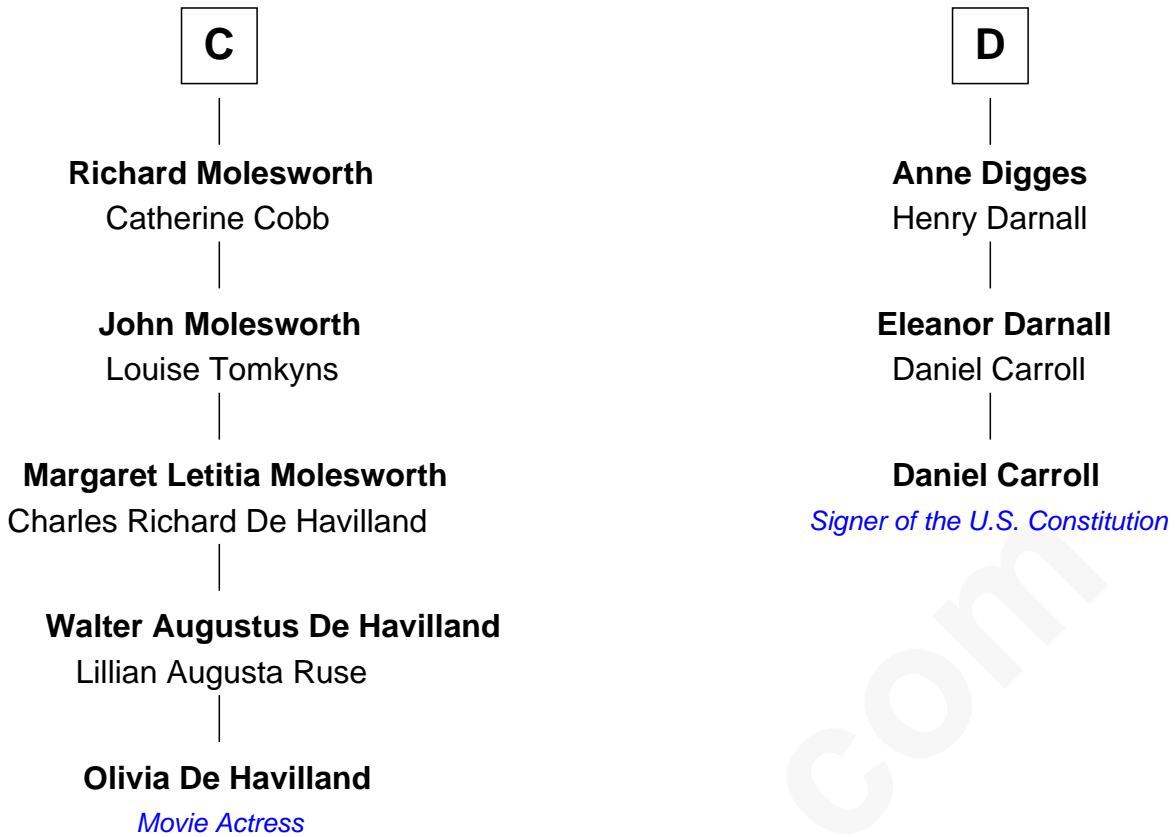 C
Richard Molesworth
Catherine Cobb
John Molesworth
Louise Tomkyns
Margaret Letitia Molesworth
Charles Richard De Havilland
Walter Augustus De Havilland
Lillian Augusta Ruse
Olivia De Havilland
Movie Actress
D
Anne Digges
Henry Darnall
Eleanor Darnall
Daniel Carroll
Daniel Carroll
Signer of the U.S. Constitution
com